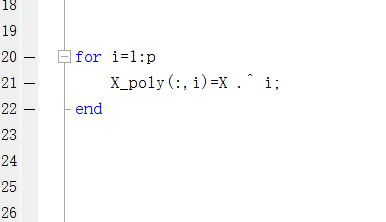 18
19
20 — for i=1:p
21 — X_poly(:,i)=X .^ i;
22 — end
23
24
25
26